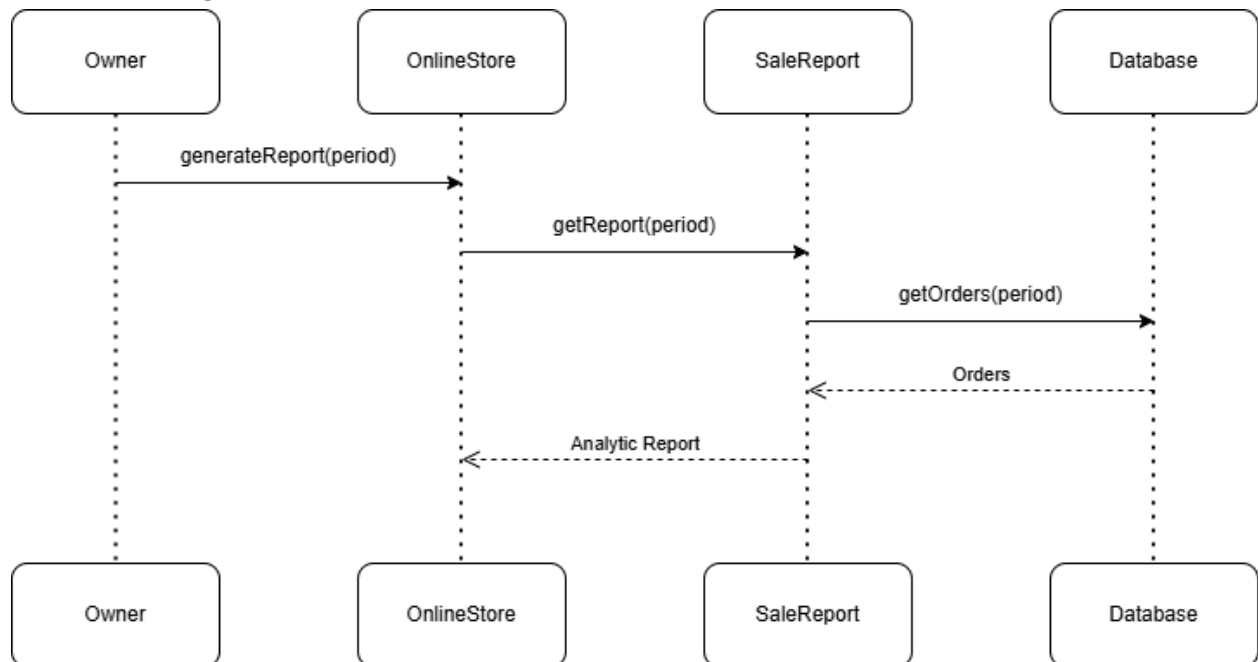 Owner
OnlineStore
SaleReport
Database
generateReport(period)
getReport(period)
getOrders(period)
Orders
Analytic Report
Owner
OnlineStore
SaleReport
Database